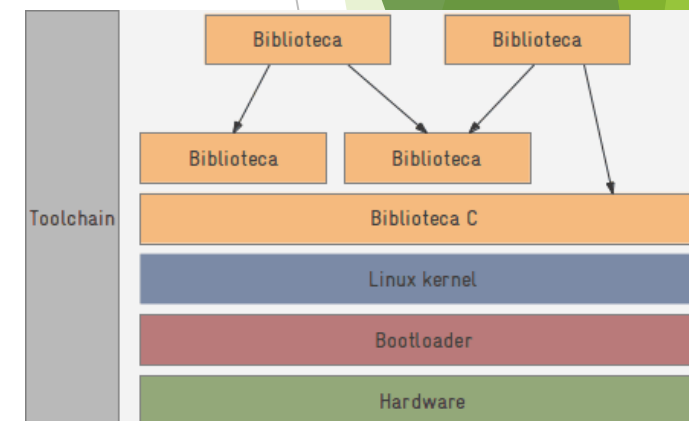 Biblioteca
Biblioteca
Biblioteca
Biblioteca
Toolchain
Biblioteca C
Linux kernel
Bootloader
Hardware